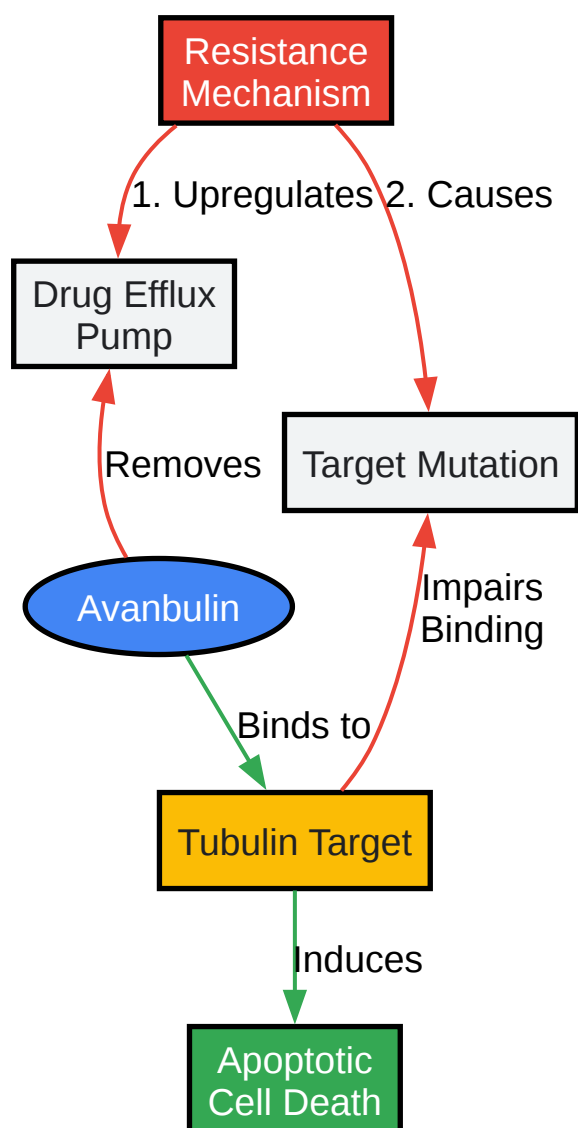 Resistance
Mechanism
1. Upregulates
2. Causes
Drug Efflux
Pump
Removes
Target Mutation
Avanbulin
Impairs
Binding
Binds to
Tubulin Target
Induces
Apoptotic
Cell Death